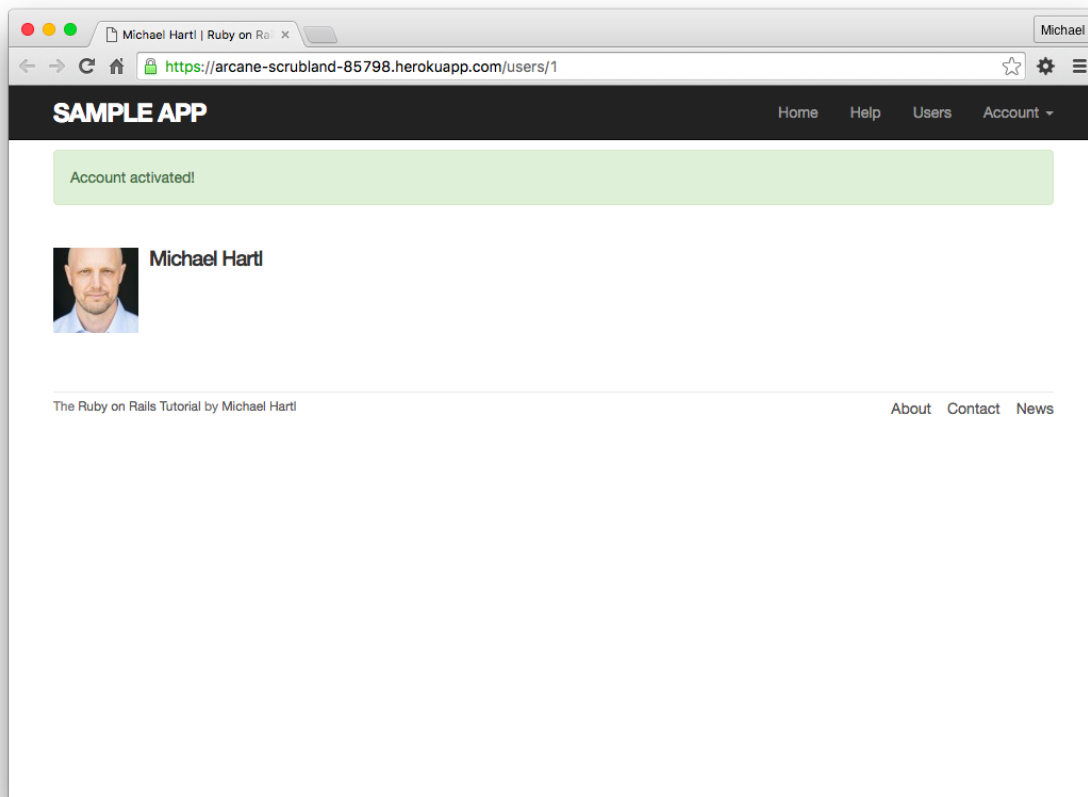 Michael Hartl | Ruby on Ra
Michael
https://arcane-scrubland-85798.herokuapp.com/users/1
SAMPLE APP
Home Help Users Account
Account activated!
Michael Hartl
The Ruby on Rails Tutorial by Michael Hartl
About Contact News